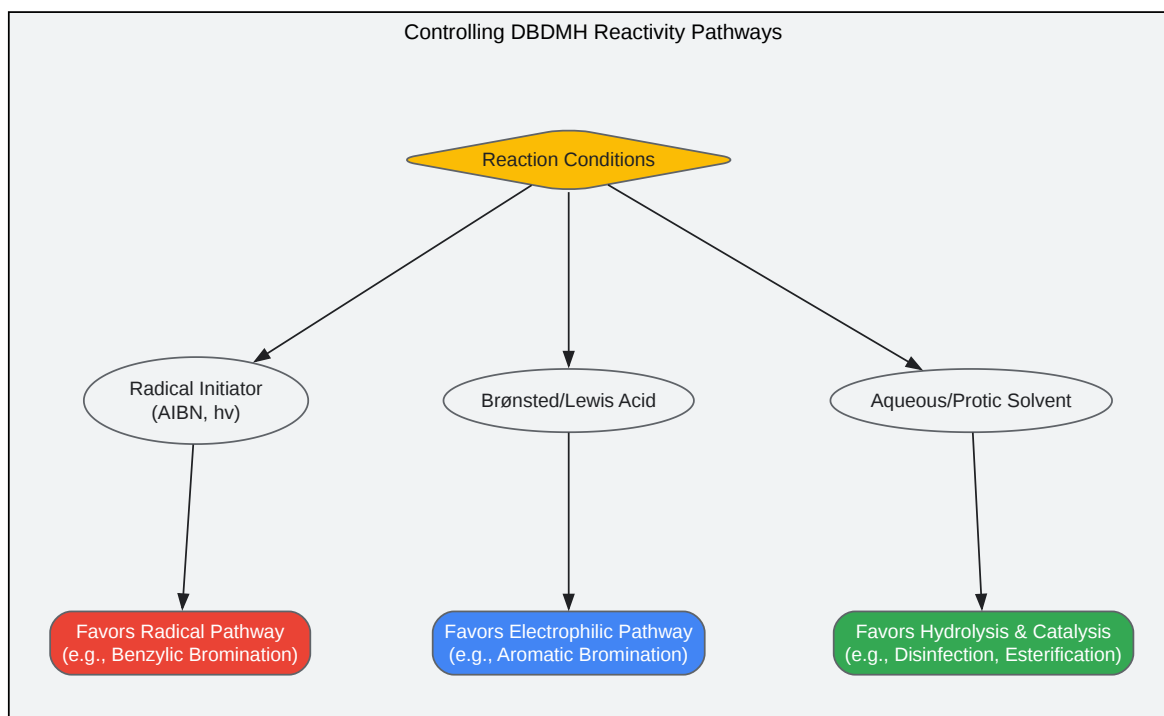 Controlling DBDMH Reactivity Pathways
Reaction Conditions
Radical Initiator
(AIBN, hv)
Brønsted/Lewis Acid
Aqueous/Protic Solvent
Favors Radical Pathway
(e.g., Benzylic Bromination)
Favors Electrophilic Pathway
(e.g., Aromatic Bromination)
Favors Hydrolysis & Catalysis
(e.g., Disinfection, Esterification)